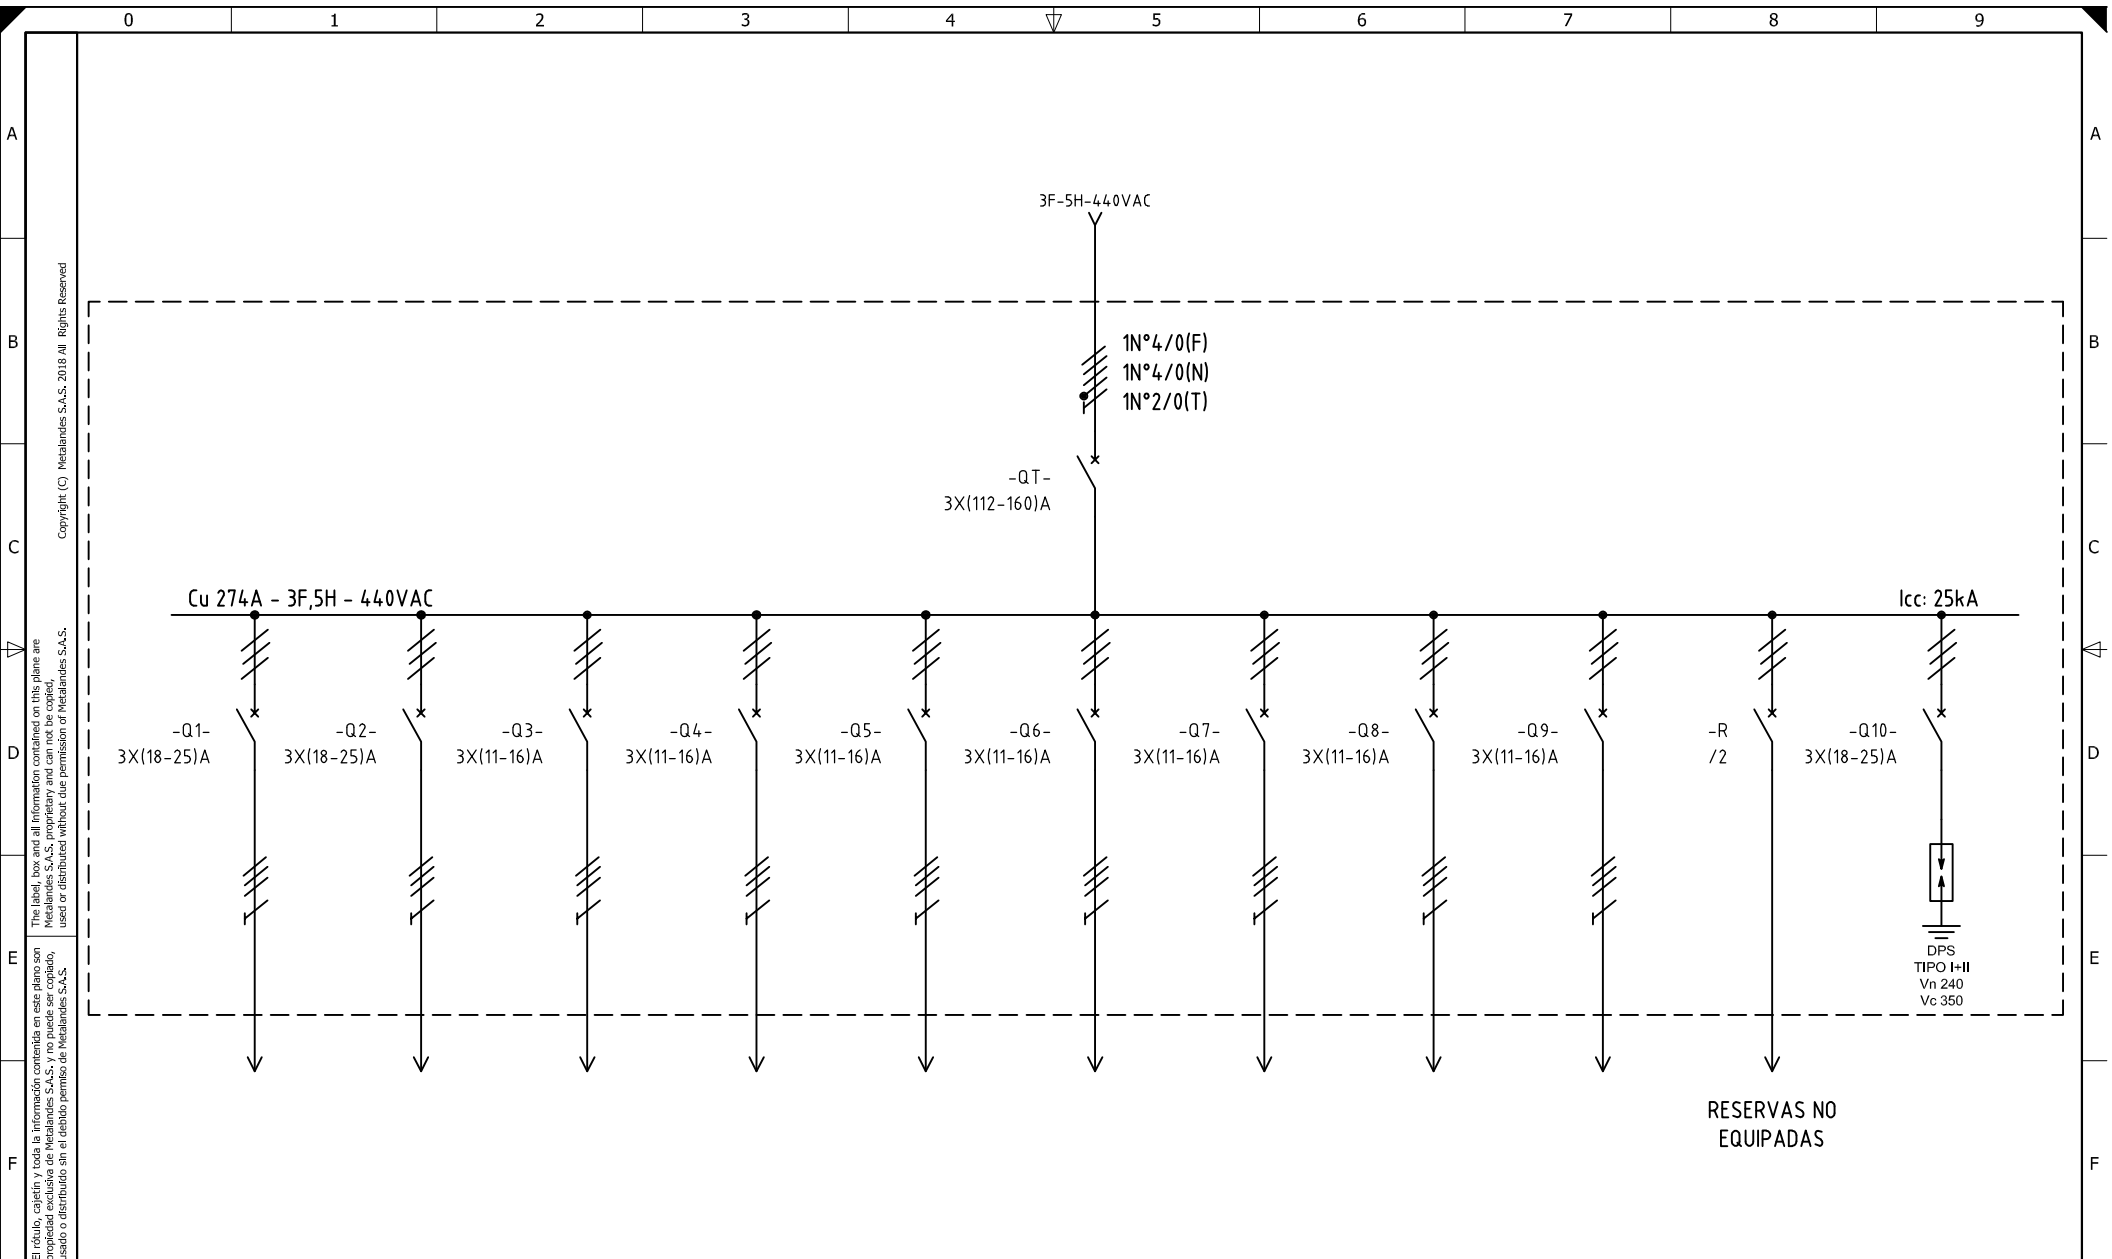 0 1 2 3 4 5 6 7 8 9
A A
3F-5H-440VAC
B B
1N°4/0(F)
1N°4/0(N)
1N°2/0(T)
-QT-
3X(112-160)A
C C
Cu 274A - 3F,5H - 440VAC
Icc: 25kA
-Q1-
3X(18-25)A
-Q2-
3X(18-25)A
-Q3-
3X(11-16)A
-Q4-
3X(11-16)A
-Q5-
3X(11-16)A
-Q6-
3X(11-16)A
-Q7-
3X(11-16)A
-Q8-
3X(11-16)A
-Q9-
3X(11-16)A
-R
/2
-Q10-
3X(18-25)A
D D
E E
DPS
TIPO I+II
Vn 240
Vc 350
RESERVAS NO
EQUIPADAS
F F
Copyright (C) Metalandes S.A.S. 2018 All Rights Reserved
The label, box and all information contained on this plane are
Metalandes S.A.S. proprietary and can not be copied,
used or distributed without due permission of Metalandes S.A.S.
El rótulo, cajetín y toda la información contenida en este plano son
propiedad exclusiva de Metalandes S.A.S. y no puede ser copiado,
usado o distribuido sin el debido permiso de Metalandes S.A.S.